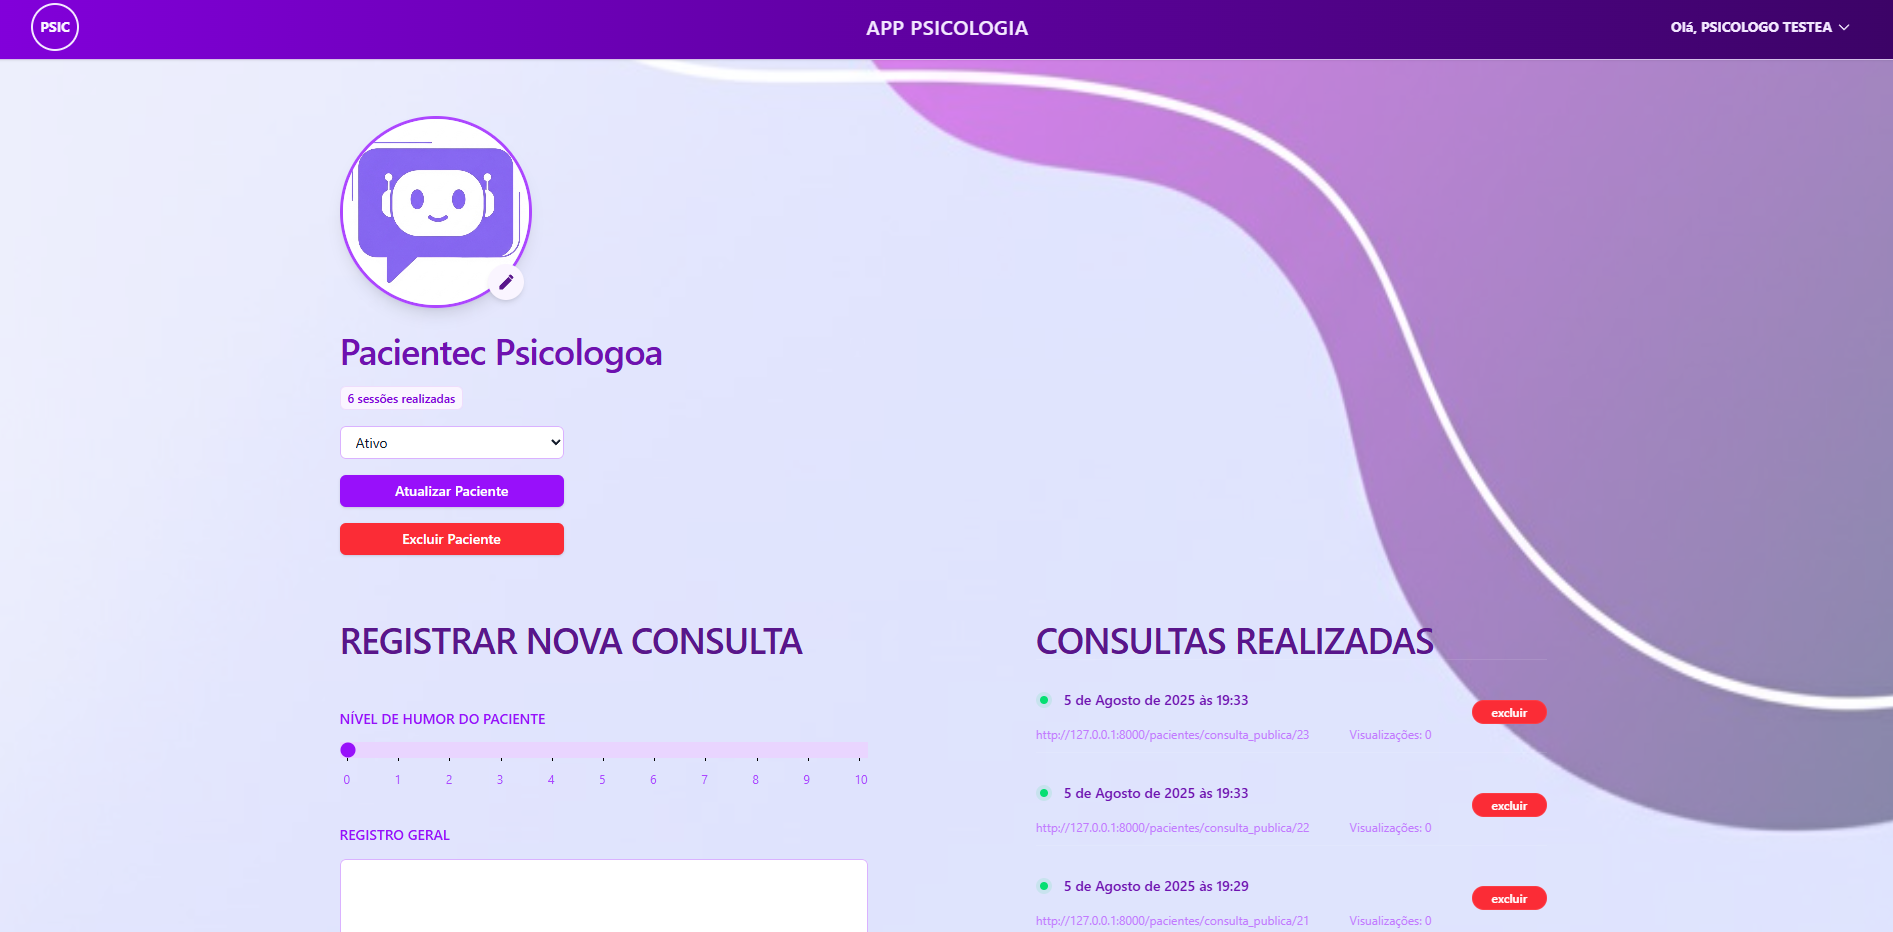 PSIC
APP PSICOLOGIA
Olá, PSICOLOGO TESTEA
Pacientec Psicologoa
6 sessões realizadas
Ativo
Atualizar Paciente
Excluir Paciente
REGISTRAR NOVA CONSULTA
NÍVEL DE HUMOR DO PACIENTE
0 1 2 3 4 5 6 7 8 9 10
REGISTRO GERAL
CONSULTAS REALIZADAS
5 de Agosto de 2025 às 19:33
excluir
http://127.0.0.1:8000/pacientes/consulta_publica/23 Visualizações: 0
5 de Agosto de 2025 às 19:33
excluir
http://127.0.0.1:8000/pacientes/consulta_publica/22 Visualizações: 0
5 de Agosto de 2025 às 19:29
excluir
http://127.0.0.1:8000/pacientes/consulta_publica/21 Visualizações: 0